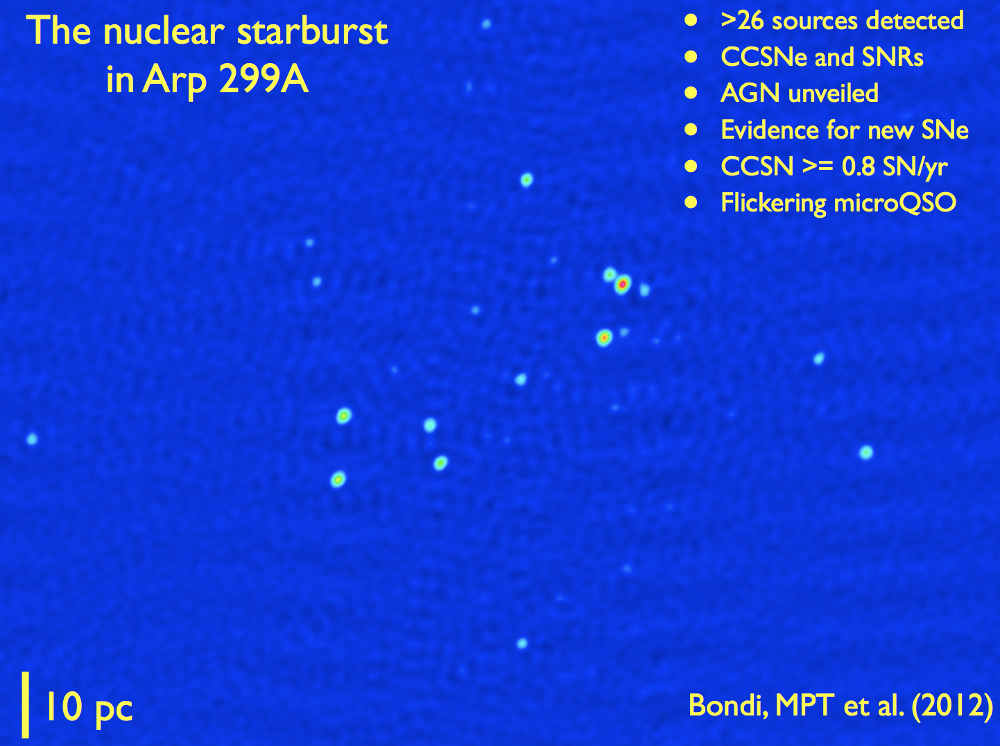 The nuclear starburst
in Arp 299A
● >26 sources detected
● CCSNe and SNRs
● AGN unveiled
● Evidence for new SNe
● CCSN >= 0.8 SN/yr
● Flickering microQSO
10 pc
Bondi, MPT et al. (2012)